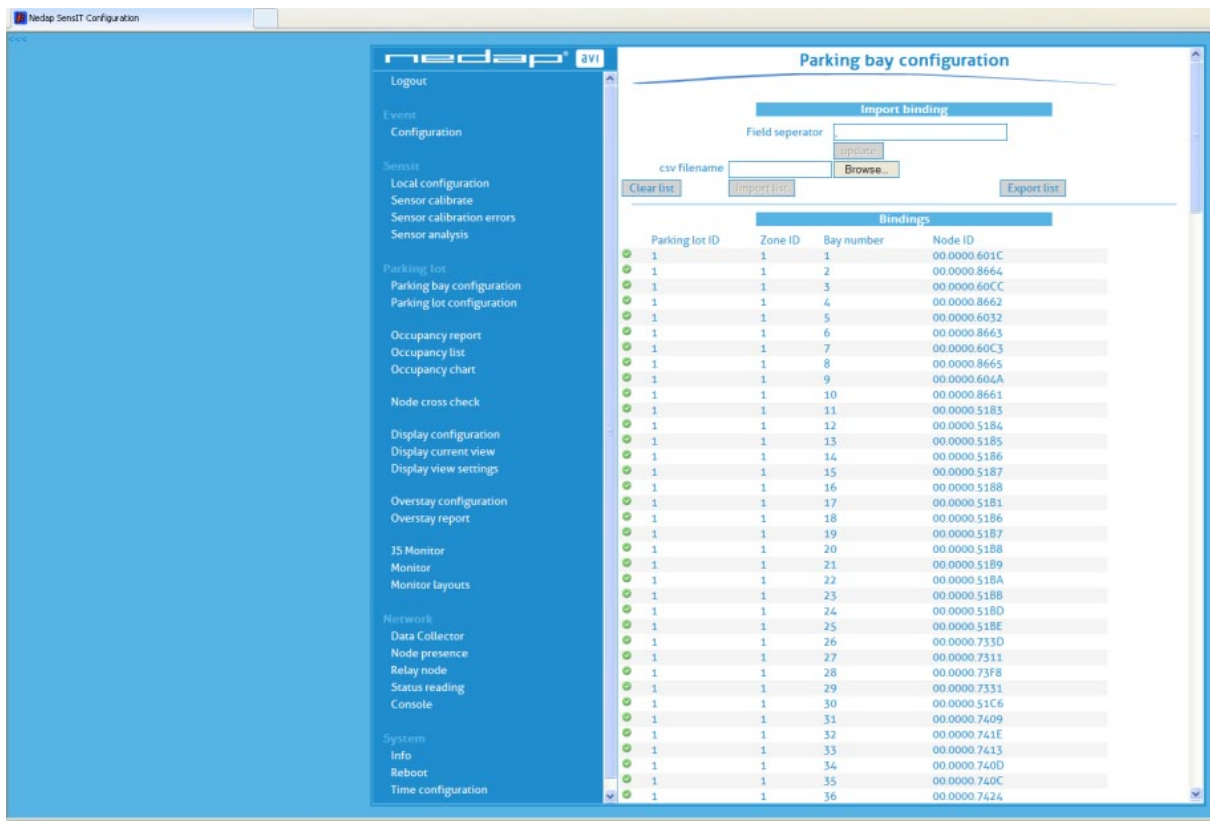 Nedap SensIT Configuration
<<<
nedap avi
Logout
Event
Configuration
Sensit
Local configuration
Sensor calibrate
Sensor calibration errors
Sensor analysis
Parking lot
Parking bay configuration
Parking lot configuration
Occupancy report
Occupancy list
Occupancy chart
Node cross check
Display configuration
Display current view
Display view settings
Overstay configuration
Overstay report
JS Monitor
Monitor
Monitor layouts
Network
Data Collector
Node presence
Relay node
Status reading
Console
System
Info
Reboot
Time configuration
Parking bay configuration
Import binding
Field seperator ,
update
csv filename Browse...
Clear list import list Export list
Bindings
Parking lot ID Zone ID Bay number Node ID
1 1 1 00.0000.601C
1 1 2 00.0000.8664
1 1 3 00.0000.60CC
1 1 4 00.0000.8662
1 1 5 00.0000.6032
1 1 6 00.0000.8663
1 1 7 00.0000.60C3
1 1 8 00.0000.8665
1 1 9 00.0000.604A
1 1 10 00.0000.8661
1 1 11 00.0000.5183
1 1 12 00.0000.5184
1 1 13 00.0000.5185
1 1 14 00.0000.5186
1 1 15 00.0000.5187
1 1 16 00.0000.5188
1 1 17 00.0000.51B1
1 1 18 00.0000.51B6
1 1 19 00.0000.51B7
1 1 20 00.0000.51B8
1 1 21 00.0000.51B9
1 1 22 00.0000.51BA
1 1 23 00.0000.51BB
1 1 24 00.0000.51BD
1 1 25 00.0000.51BE
1 1 26 00.0000.733D
1 1 27 00.0000.7311
1 1 28 00.0000.73F8
1 1 29 00.0000.7331
1 1 30 00.0000.51C6
1 1 31 00.0000.7409
1 1 32 00.0000.741E
1 1 33 00.0000.7413
1 1 34 00.0000.740D
1 1 35 00.0000.740C
1 1 36 00.0000.7424